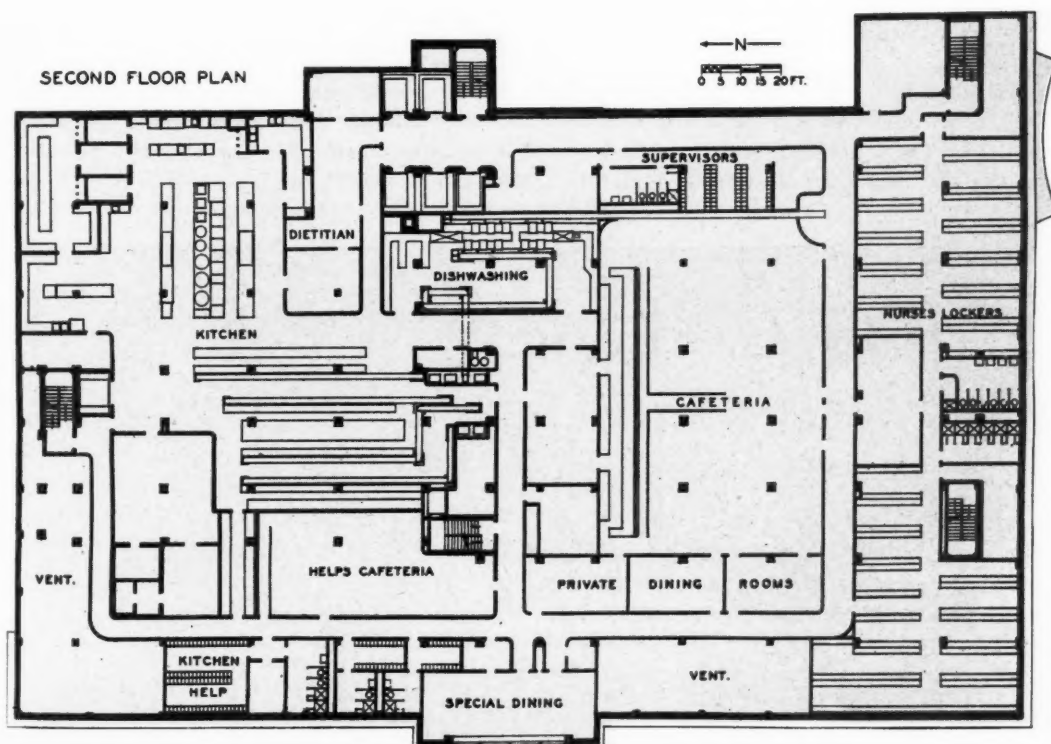 SECOND FLOOR PLAN
N
0 5 10 15 20 FT.
SUPERVISORS
DIETITIAN
DISHWASHING
NURSES LOCKERS
KITCHEN
CAFETERIA
VENT.
HELPS CAFETERIA
PRIVATE DINING ROOMS
KITCHEN
HELP
SPECIAL DINING
VENT.